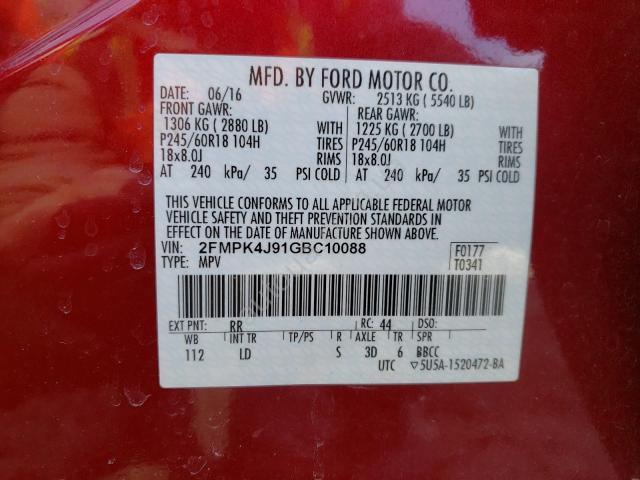 MFD. BY FORD MOTOR CO.
DATE: 06/16 GVWR: 2513 KG ( 5540 LB)
FRONT GAWR: REAR GAWR:
1306 KG ( 2880 LB) WITH 1225 KG ( 2700 LB) WITH
P245/60R18 104H TIRES P245/60R18 104H TIRES
18x8.0J RIMS 18x8.0J RIMS
AT 240 kPa/ 35 PSI COLD AT 240 kPa/ 35 PSI COLD
THIS VEHICLE CONFORMS TO ALL APPLICABLE FEDERAL MOTOR
VEHICLE SAFETY AND THEFT PREVENTION STANDARDS IN
EFFECT ON THE DATE OF MANUFACTURE SHOWN ABOVE.
VIN: 2FMPK4J91GBC10088 F0177
TYPE: MPV T0341
EXT PNT: RR RC: 44 DSO:
WB INT TR TP/PS R AXLE TR SPR
112 LD S 3D 6 BBCC
UTC ▽5U5A-1520472-BA